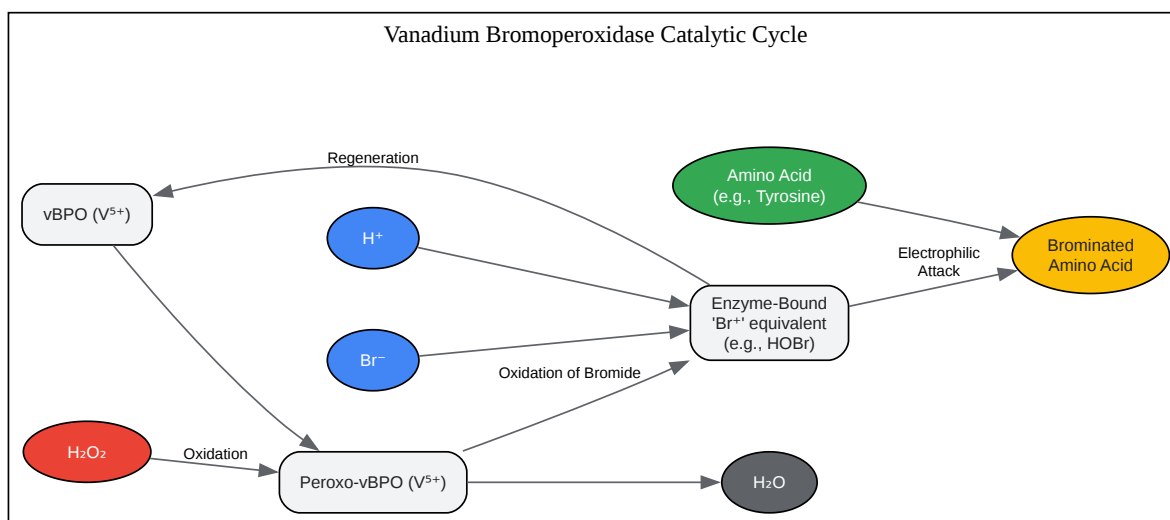 Vanadium Bromoperoxidase Catalytic Cycle
Regeneration
Amino Acid
(e.g., Tyrosine)
vBPO (V⁵⁺)
H⁺
Electrophilic
Attack
Brominated
Amino Acid
Enzyme-Bound
'Br⁺' equivalent
(e.g., HOBr)
Br⁻
Oxidation of Bromide
H₂O₂
Oxidation
Peroxo-vBPO (V⁵⁺)
H₂O